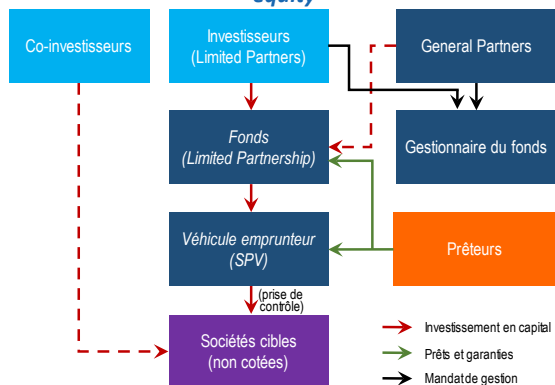 equity
Co-investisseurs
Investisseurs
(Limited Partners)
General Partners
Fonds
(Limited Partnership)
Gestionnaire du fonds
Véhicule emprunteur
(SPV)
Prêteurs
(prise de
contrôle)
Sociétés cibles
(non cotées)
Investissement en capital
Prêts et garanties
Mandat de gestion